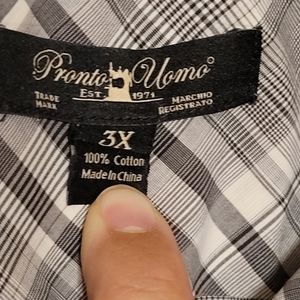 Pronto Uomo®
TRADE MARK EST. 1971 MARCHIO REGISTRATO
3X
100% Cotton
Made In China